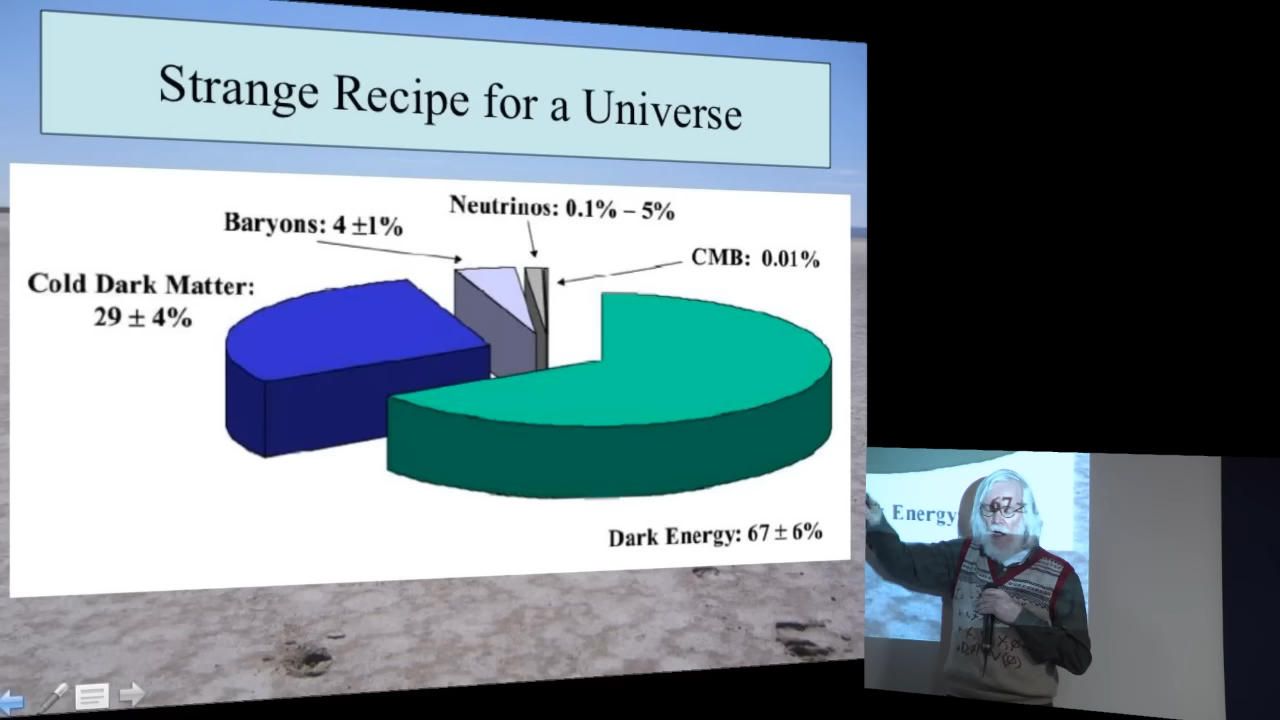 Strange Recipe for a Universe
Neutrinos: 0.1% – 5%
Baryons: 4 ±1%
CMB: 0.01%
Cold Dark Matter:
29 ± 4%
Dark Energy: 67 ± 6%
Energy
67 ±